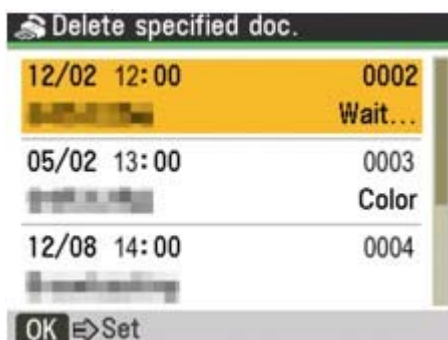 Delete specified doc.
12/02 12:00 0002
Wait...
05/02 13:00 0003
Color
12/08 14:00 0004
OK Set